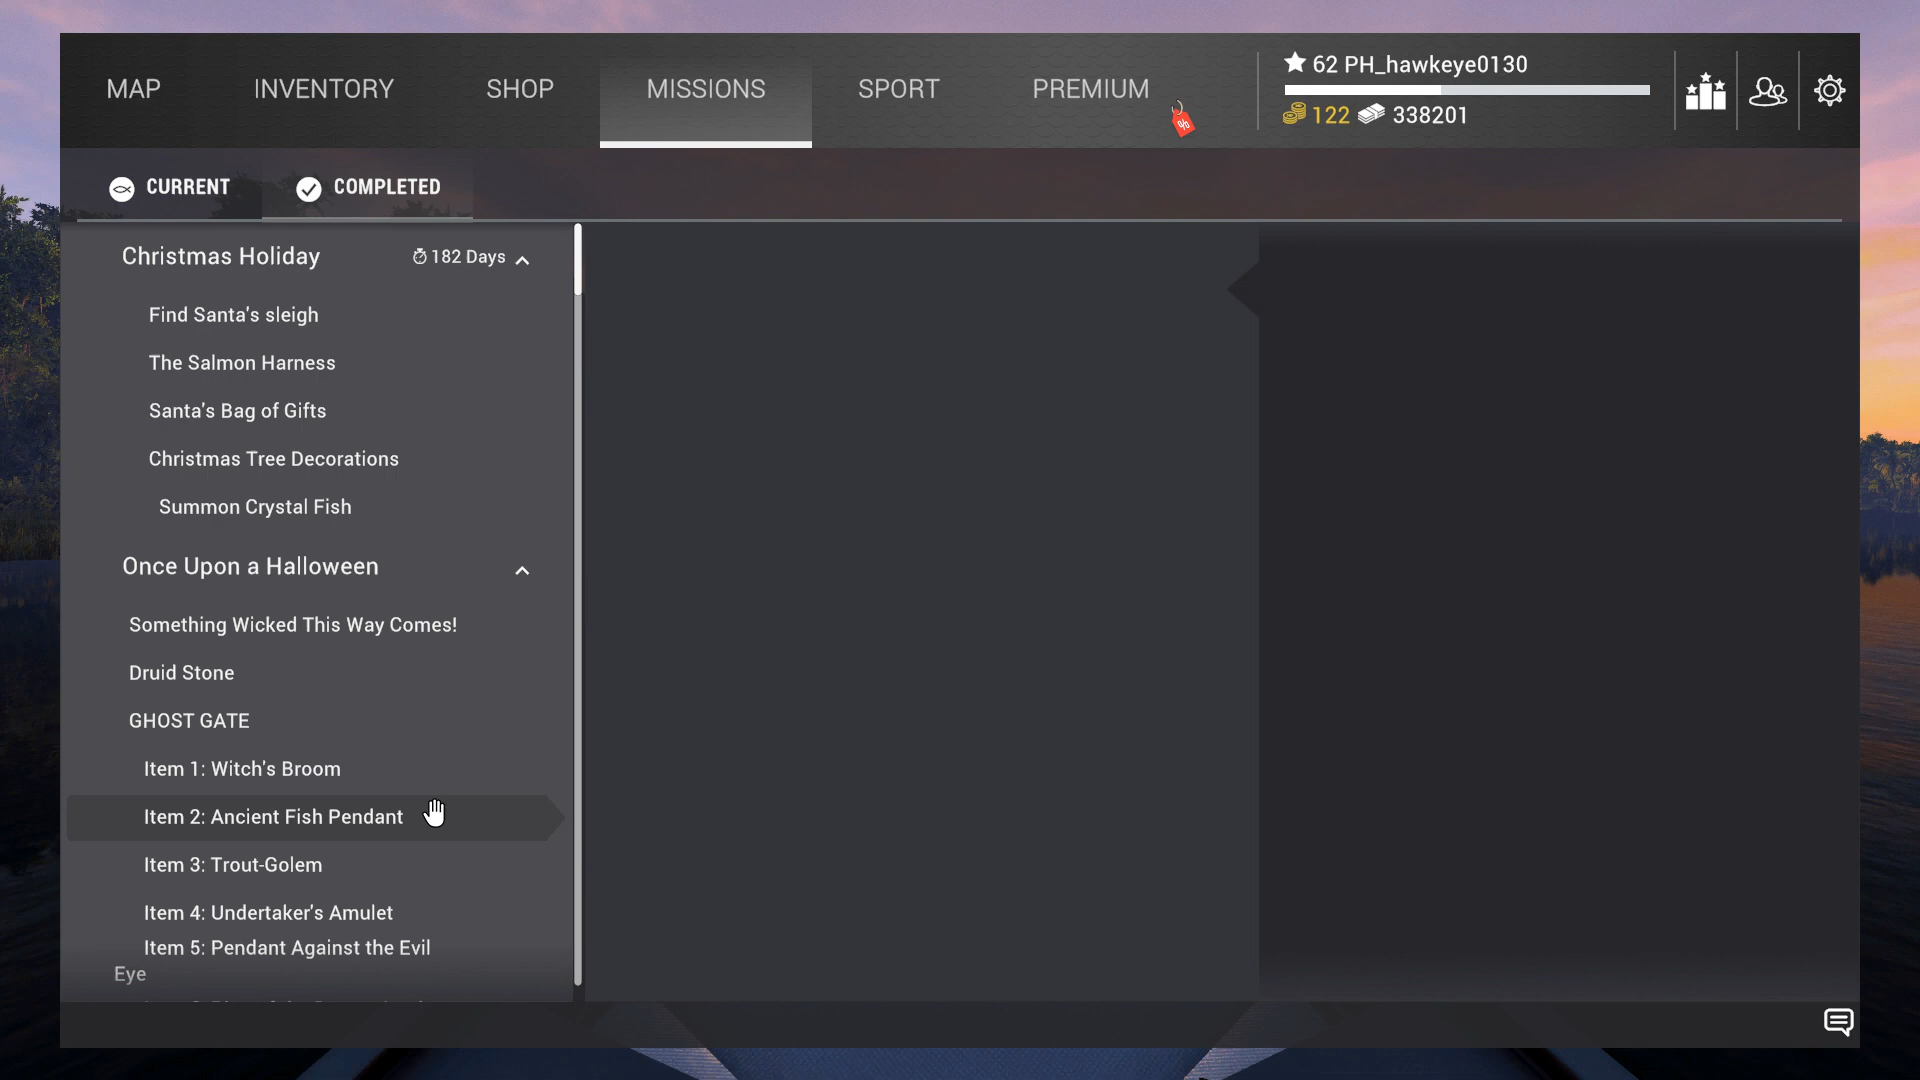 MAP
INVENTORY
SHOP
MISSIONS
SPORT
PREMIUM
%
62 PH_hawkeye0130
122
338201
CURRENT
COMPLETED
Christmas Holiday
182 Days
Find Santa's sleigh
The Salmon Harness
Santa's Bag of Gifts
Christmas Tree Decorations
Summon Crystal Fish
Once Upon a Halloween
Something Wicked This Way Comes!
Druid Stone
GHOST GATE
Item 1: Witch's Broom
Item 2: Ancient Fish Pendant
Item 3: Trout-Golem
Item 4: Undertaker's Amulet
Item 5: Pendant Against the Evil
Eye